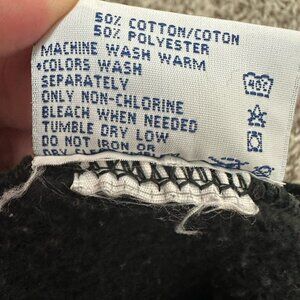 50% COTTON/COTON
50% POLYESTER
MACHINE WASH WARM
•COLORS WASH
SEPARATELY
ONLY NON-CHLORINE
BLEACH WHEN NEEDED
TUMBLE DRY LOW
DO NOT IRON OR
40C